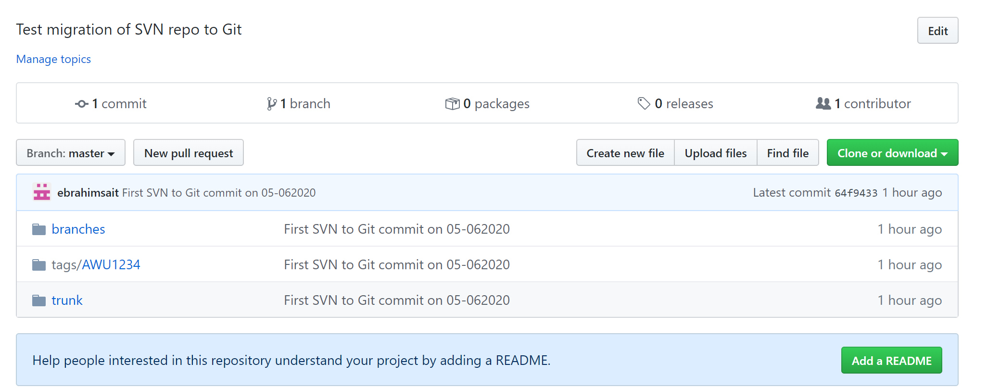 Test migration of SVN repo to Git
Edit
Manage topics
1 commit 1 branch 0 packages 0 releases 1 contributor
Branch: master New pull request Create new file Upload files Find file Clone or download
ebrahimsait First SVN to Git commit on 05-062020 Latest commit 64f9433 1 hour ago
branches First SVN to Git commit on 05-062020 1 hour ago
tags/AWU1234 First SVN to Git commit on 05-062020 1 hour ago
trunk First SVN to Git commit on 05-062020 1 hour ago
Help people interested in this repository understand your project by adding a README. Add a README